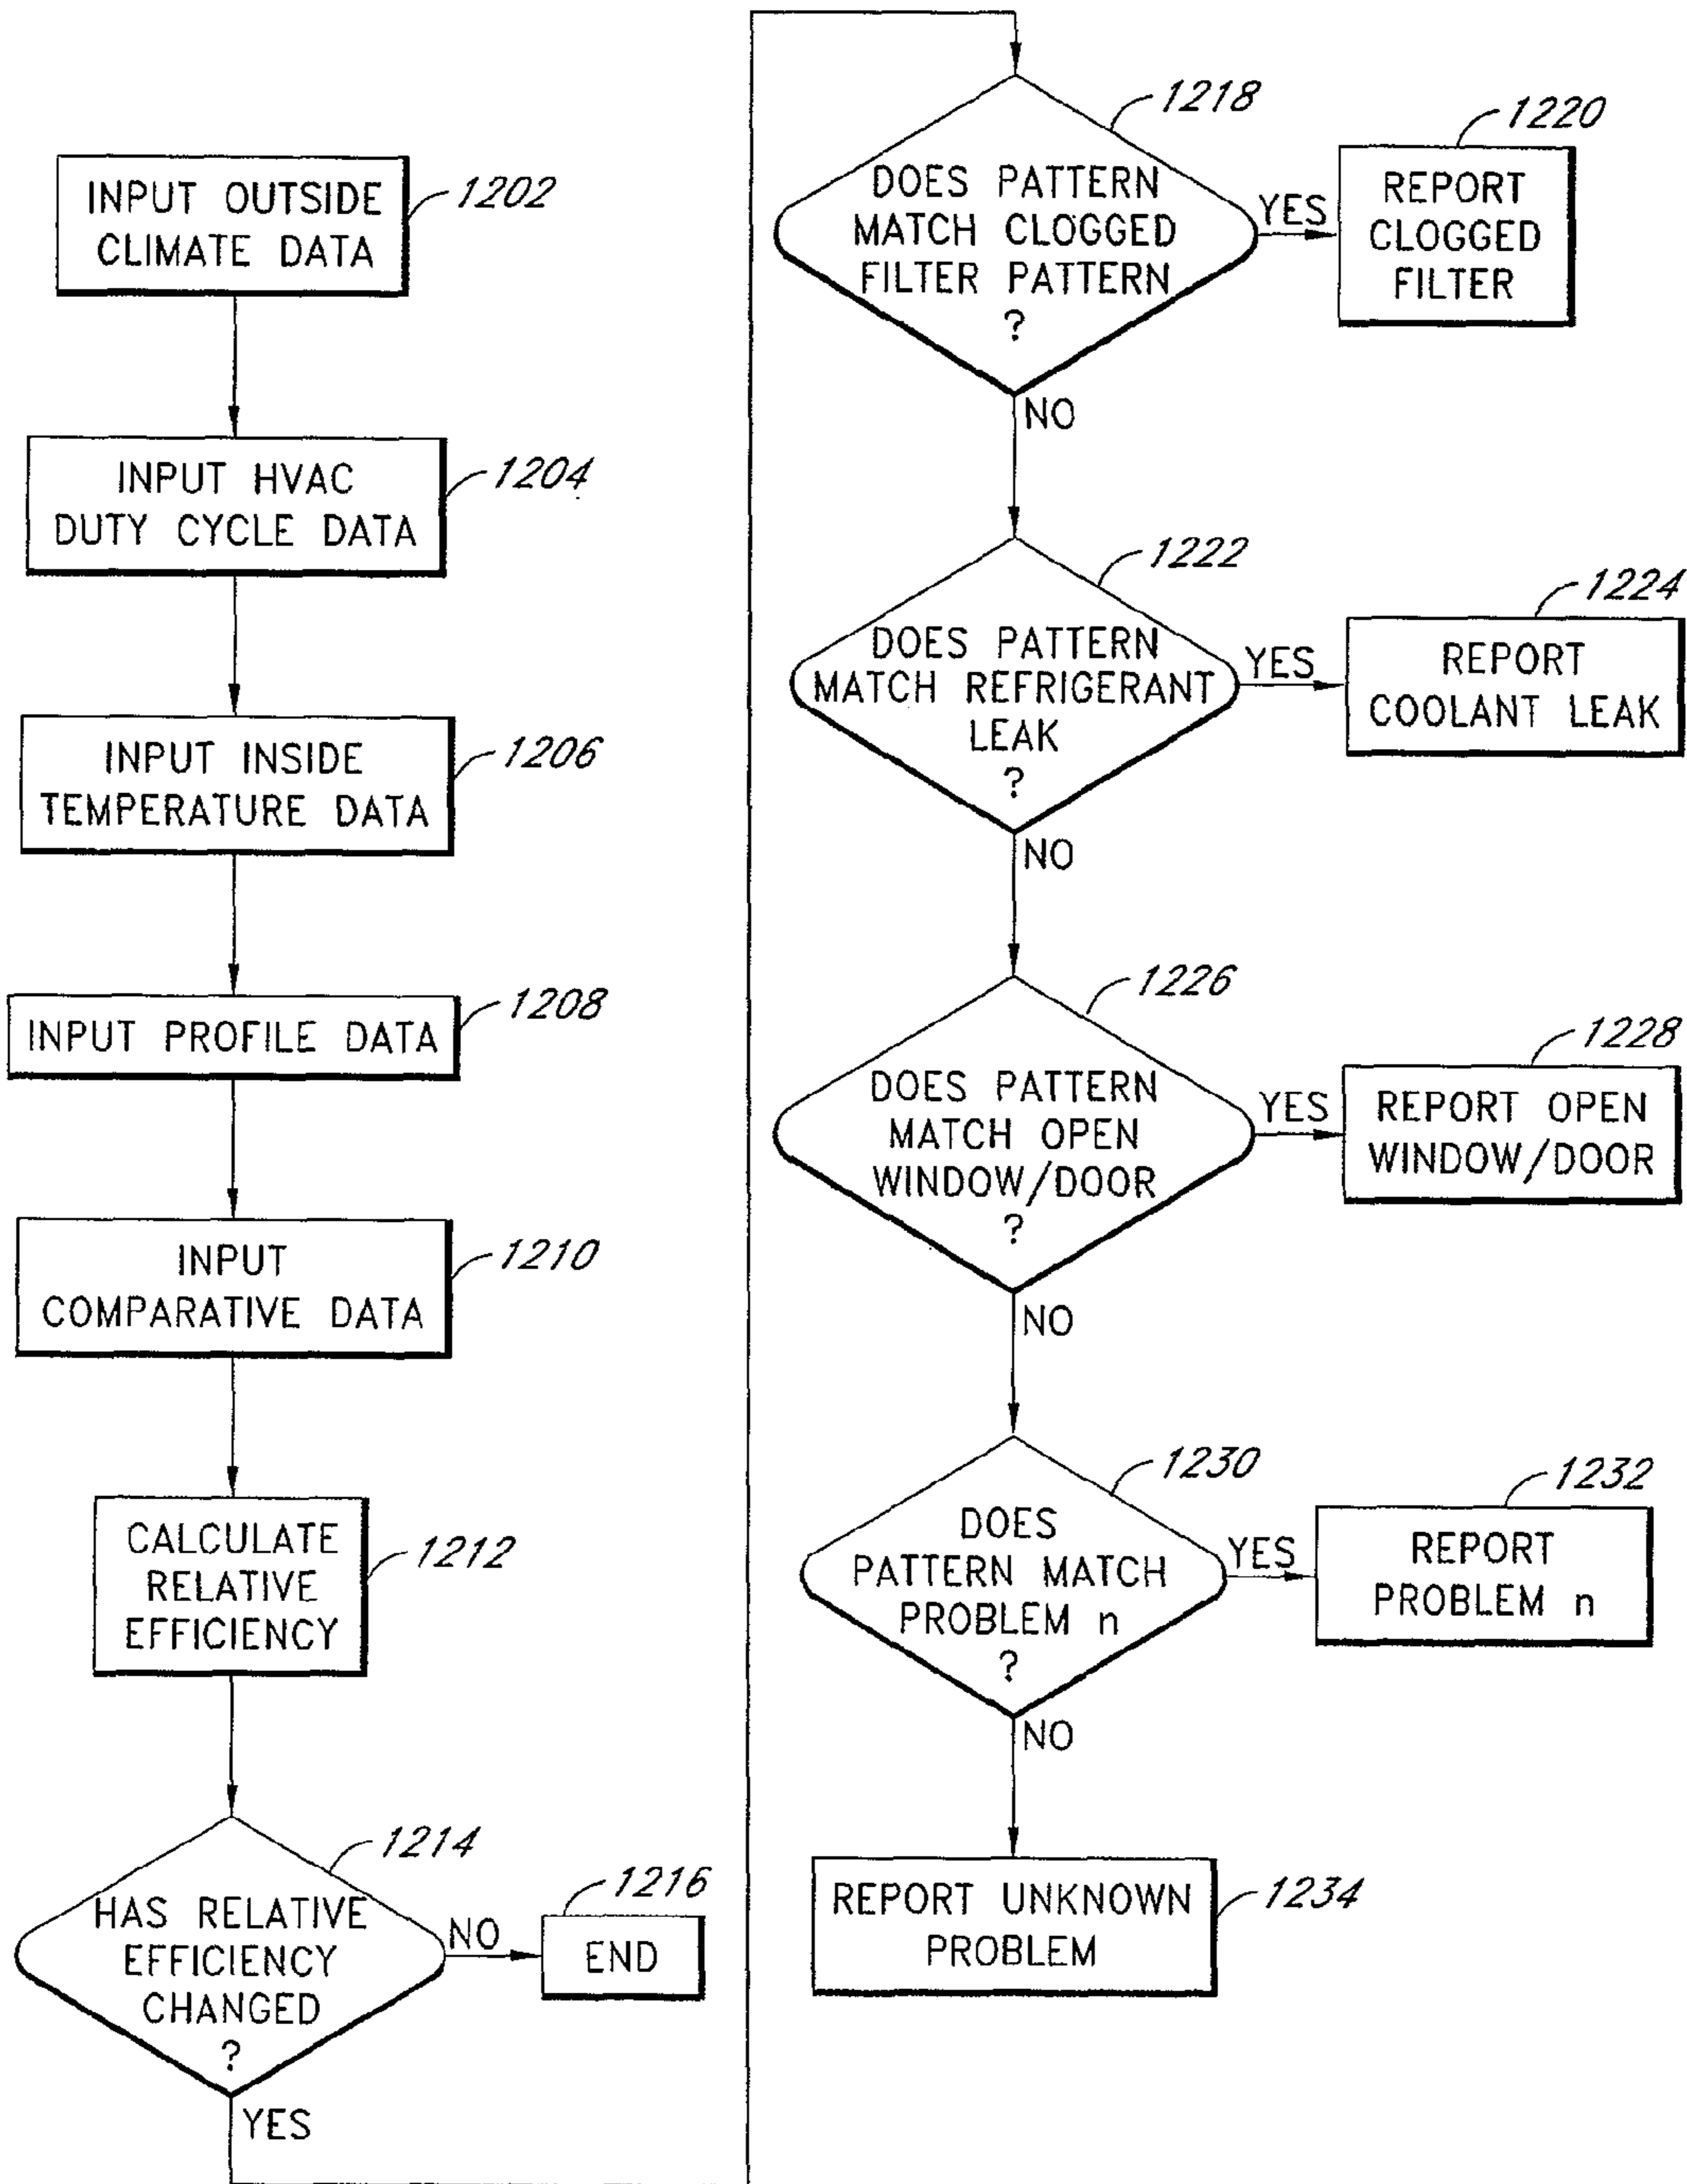 INPUT OUTSIDE
CLIMATE DATA
1202
INPUT HVAC
DUTY CYCLE DATA
1204
INPUT INSIDE
TEMPERATURE DATA
1206
INPUT PROFILE DATA
1208
INPUT
COMPARATIVE DATA
1210
CALCULATE
RELATIVE
EFFICIENCY
1212
HAS RELATIVE
EFFICIENCY
CHANGED
?
1214
NO
1216
END
YES
DOES PATTERN
MATCH CLOGGED
FILTER PATTERN
?
1218
YES
1220
REPORT
CLOGGED
FILTER
NO
DOES PATTERN
MATCH REFRIGERANT
LEAK
?
1222
YES
1224
REPORT
COOLANT LEAK
NO
DOES PATTERN
MATCH OPEN
WINDOW/DOOR
?
1226
YES
1228
REPORT OPEN
WINDOW/DOOR
NO
DOES
PATTERN MATCH
PROBLEM n
?
1230
YES
1232
REPORT
PROBLEM n
NO
REPORT UNKNOWN
PROBLEM
1234